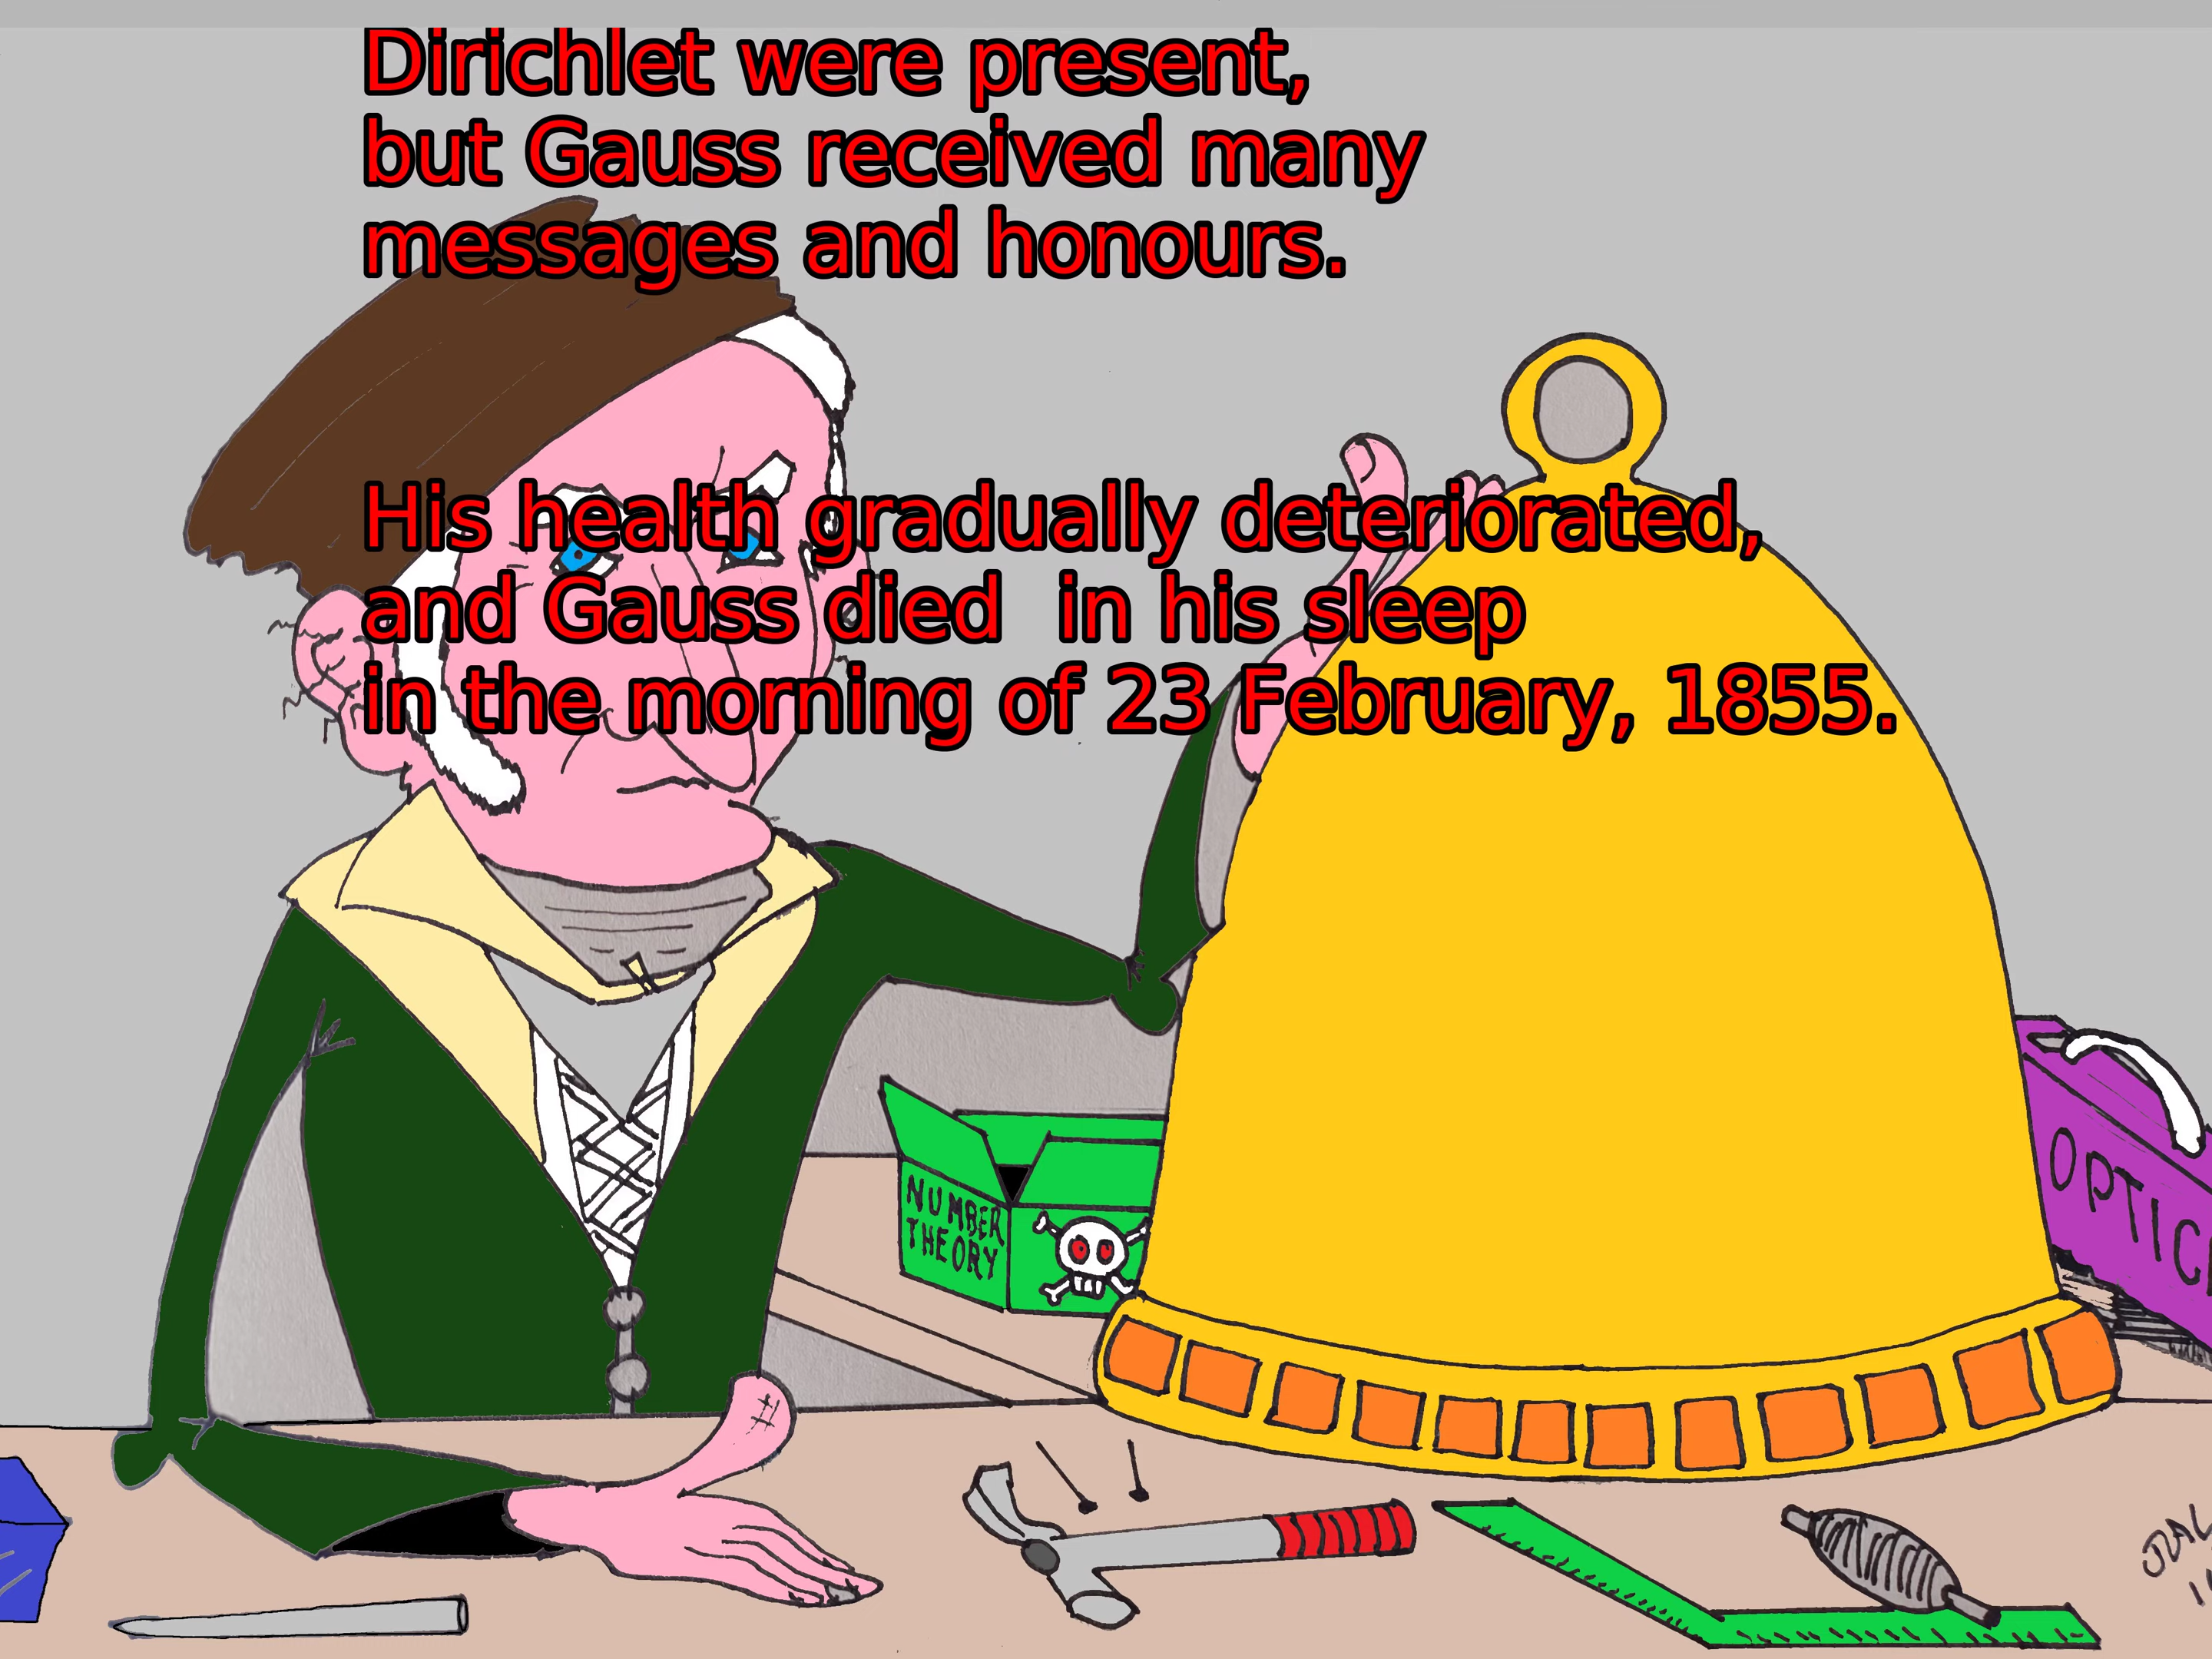 Dirichlet were present,
but Gauss received many
messages and honours.
His health gradually deteriorated,
and Gauss died  in his sleep
in the morning of 23 February, 1855.
NUMBER
THEORY
OPTIC